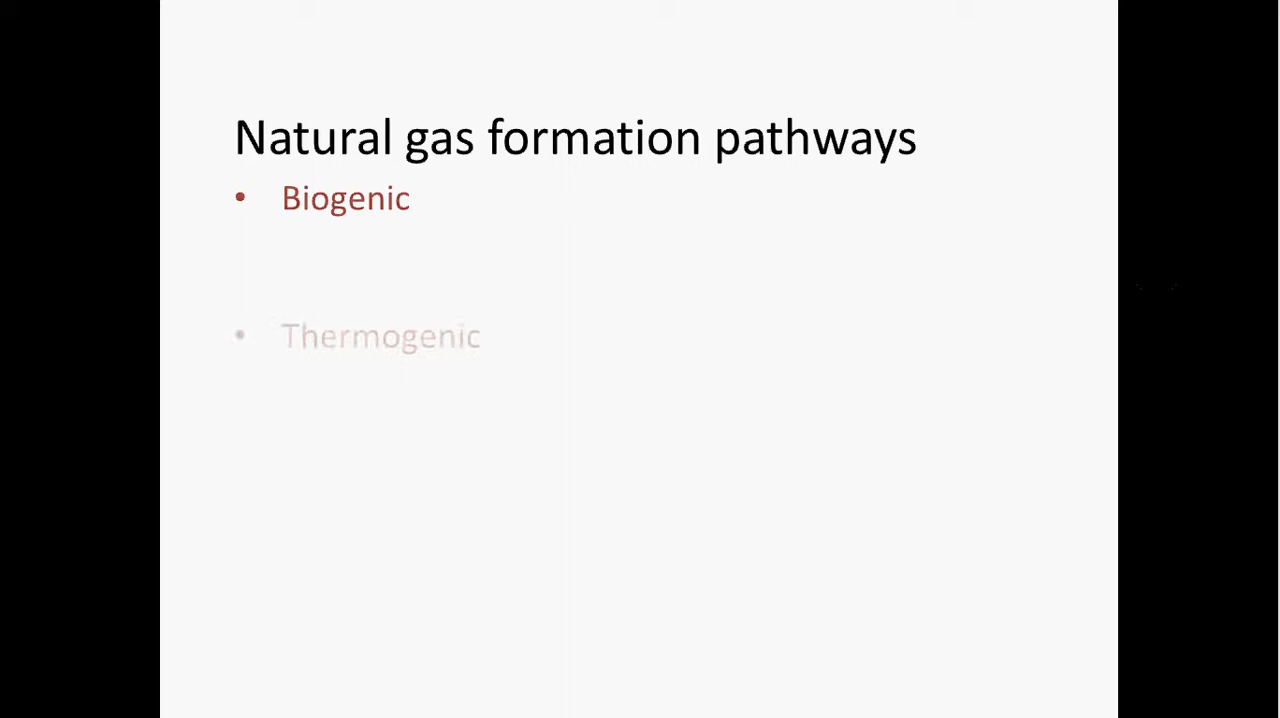 Natural gas formation pathways
• Biogenic
• Thermogenic